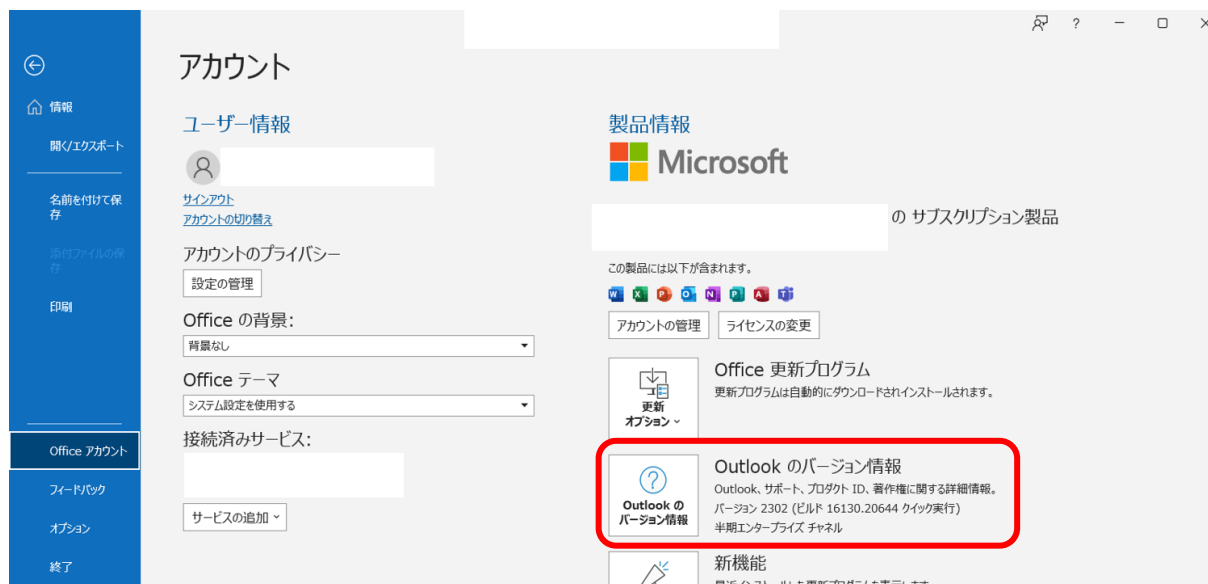 ?
アカウント
情報
開く/エクスポート
名前を付けて保
存
添付ファイルの保
存
印刷
Office アカウント
フィードバック
オプション
終了
ユーザー情報
サインアウト
アカウントの切り替え
アカウントのプライバシー
設定の管理
Office の背景:
背景なし
Office テーマ
システム設定を使用する
接続済みサービス:
サービスの追加
製品情報
Microsoft
の サブスクリプション製品
この製品には以下が含まれます。
アカウントの管理
ライセンスの変更
更新
オプション
Office 更新プログラム
更新プログラムは自動的にダウンロードされインストールされます。
Outlook の
バージョン情報
Outlook のバージョン情報
Outlook、サポート、プロダクト ID、著作権に関する詳細情報。
バージョン 2302 (ビルド 16130.20644 クイック実行)
半期エンタープライズ チャネル
新機能